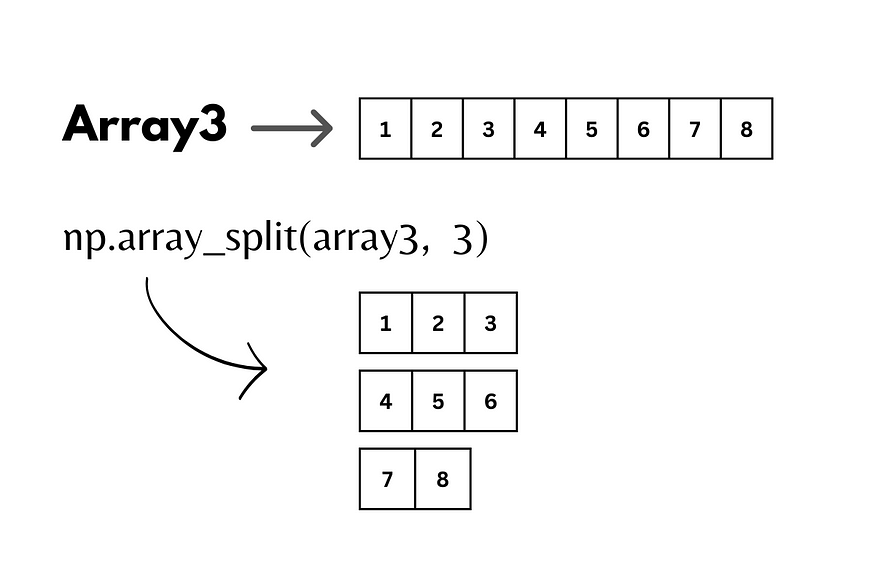 Array3 1 2 3 4 5 6 7 8
np.array_split(array3, 3)
1 2 3
4 5 6
7 8